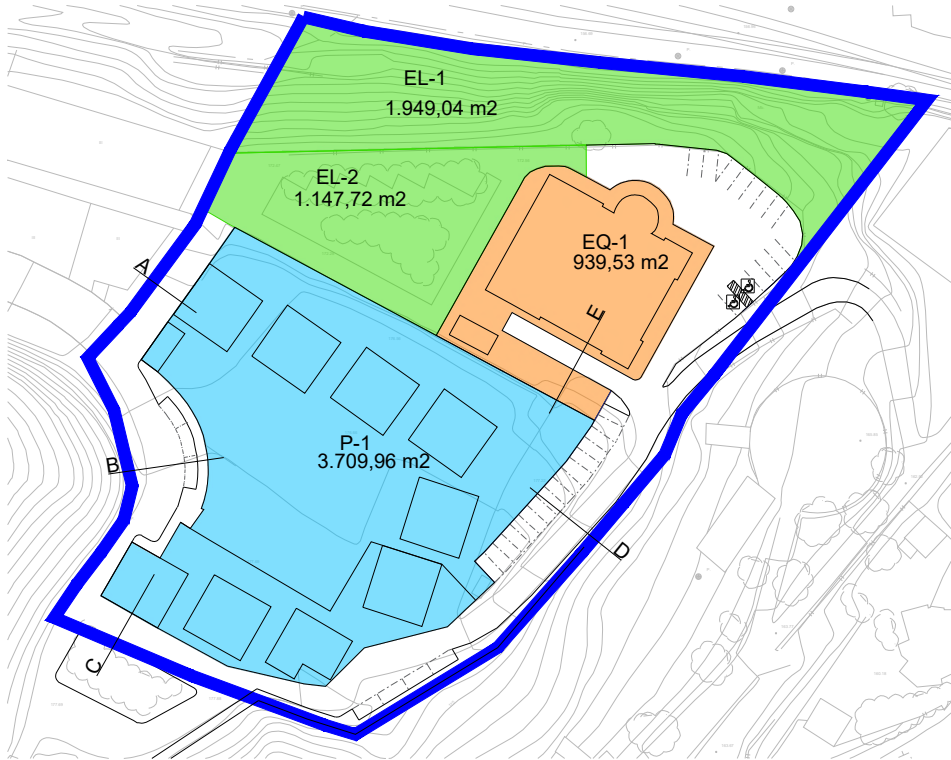 EL-1
1.949,04 m2
EL-2
1.147,72 m2
EQ-1
939,53 m2
A
E
P-1
3.709,96 m2
B
D
C